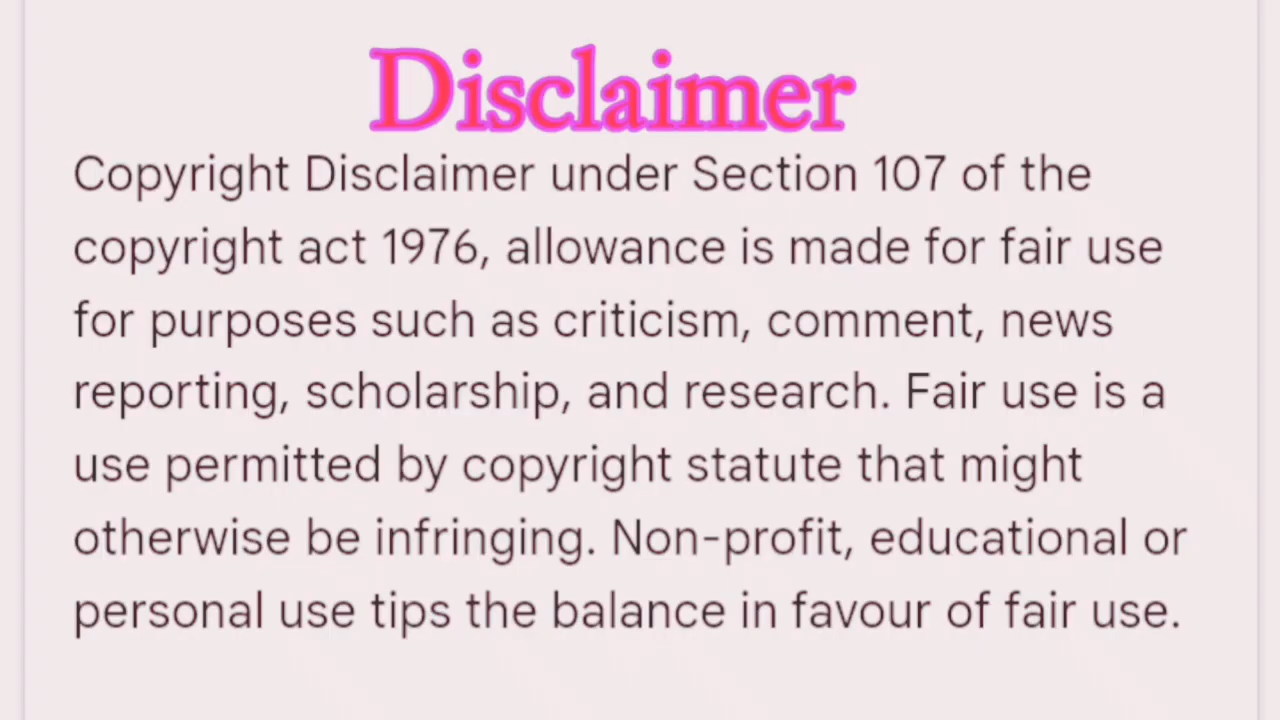 Disclaimer
Copyright Disclaimer under Section 107 of the
copyright act 1976, allowance is made for fair use
for purposes such as criticism, comment, news
reporting, scholarship, and research. Fair use is a
use permitted by copyright statute that might
otherwise be infringing. Non-profit, educational or
personal use tips the balance in favour of fair use.